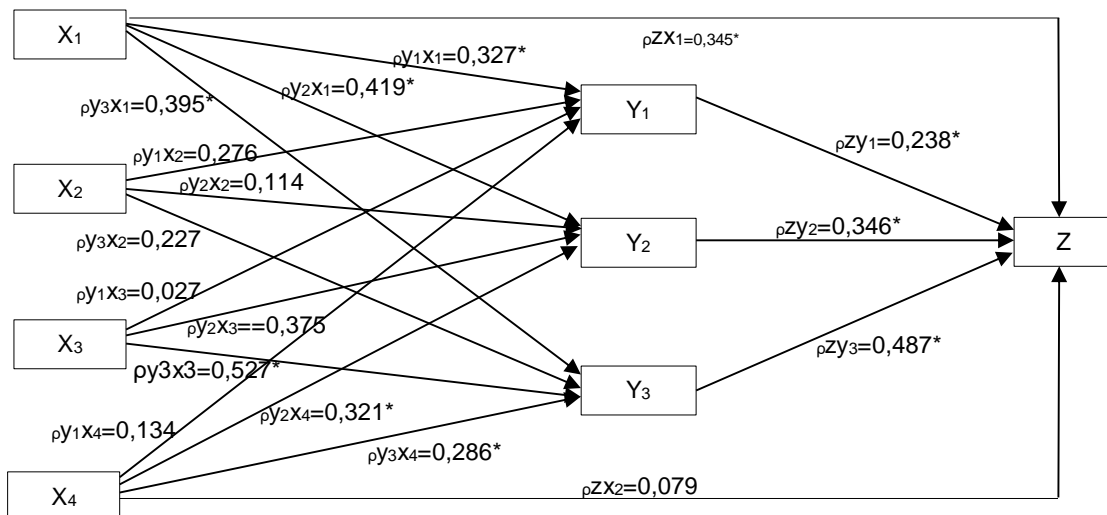 X1
ρzx1=0,345*
ρy1x1=0,327*
ρy2x1=0,419*
ρy3x1=0,395*
Y1
ρzy1=0,238*
ρy1x2=0,276
X2
ρy2x2=0,114
ρy3x2=0,227
Y2
ρzy2=0,346*
Z
ρy1x3=0,027
ρy2x3==0,375
X3
ρy3x3=0,527*
ρzy3=0,487*
Y3
ρy2x4=0,321*
ρy1x4=0,134
ρy3x4=0,286*
X4
ρzx2=0,079